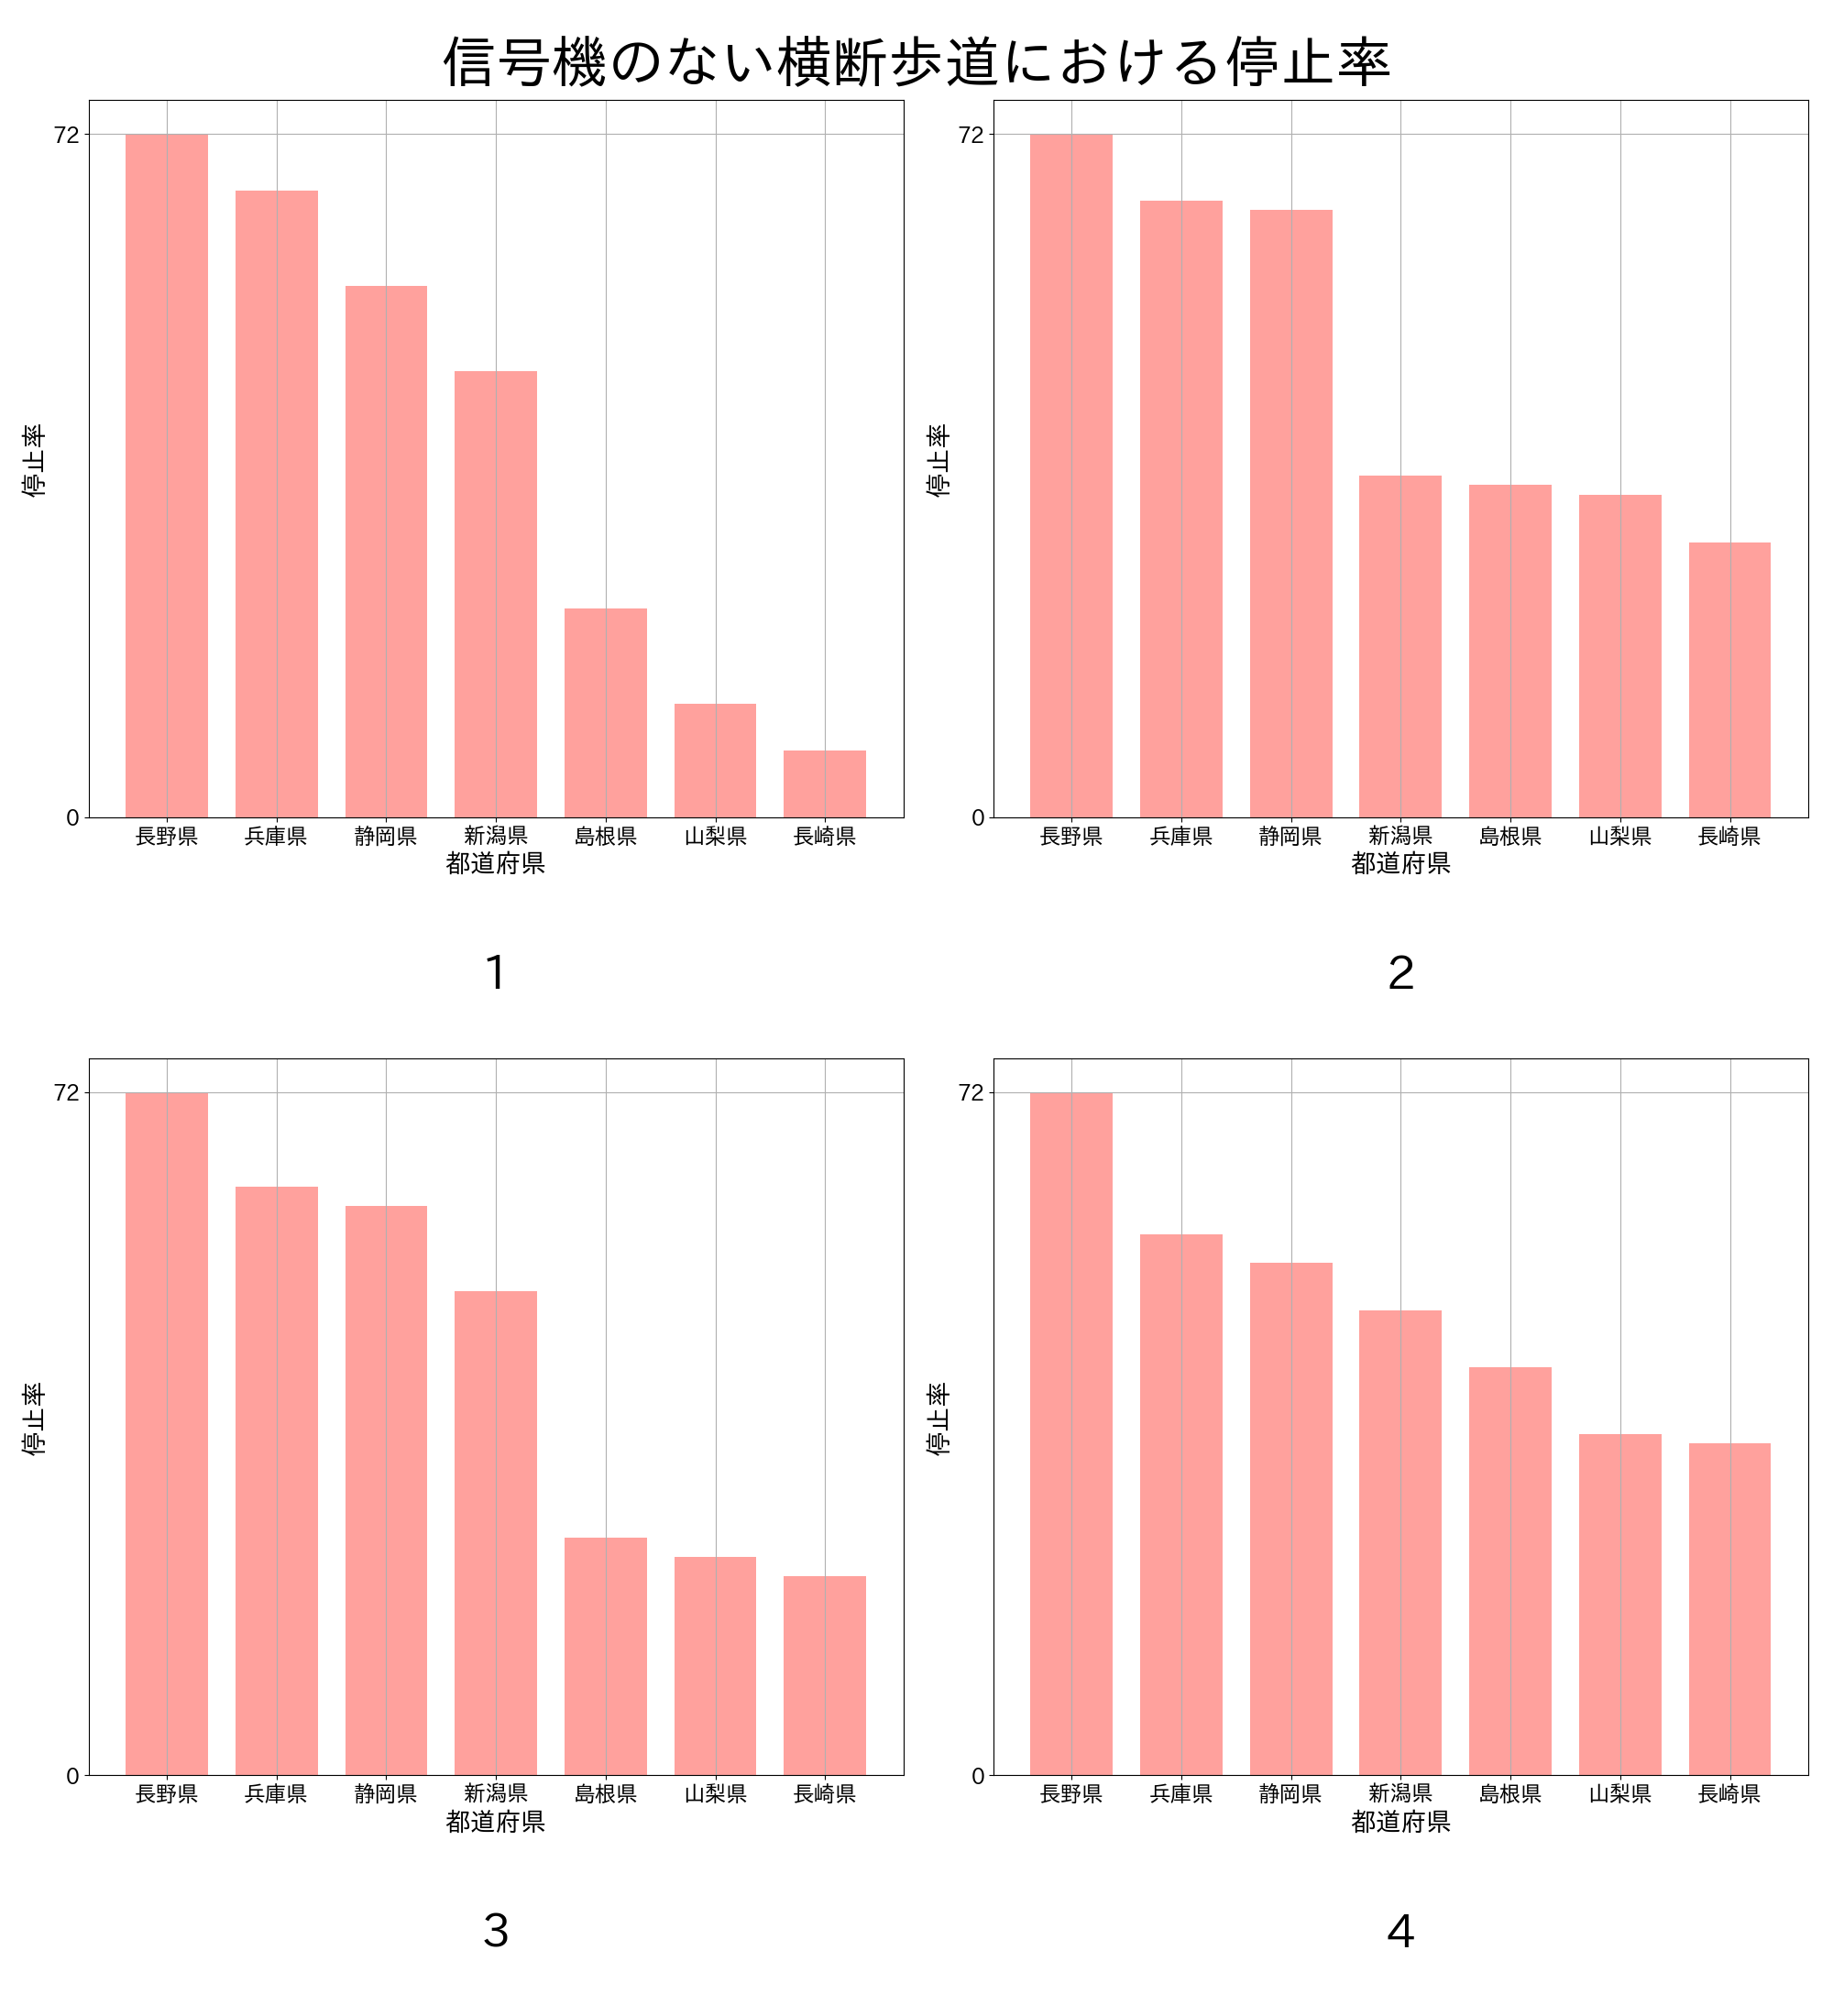 信号機のない横断歩道における停止率
72
停止率
0
長野県 兵庫県 静岡県 新潟県 島根県 山梨県 長崎県
都道府県
1
72
停止率
0
長野県 兵庫県 静岡県 新潟県 島根県 山梨県 長崎県
都道府県
2
72
停止率
0
長野県 兵庫県 静岡県 新潟県 島根県 山梨県 長崎県
都道府県
3
72
停止率
0
長野県 兵庫県 静岡県 新潟県 島根県 山梨県 長崎県
都道府県
4